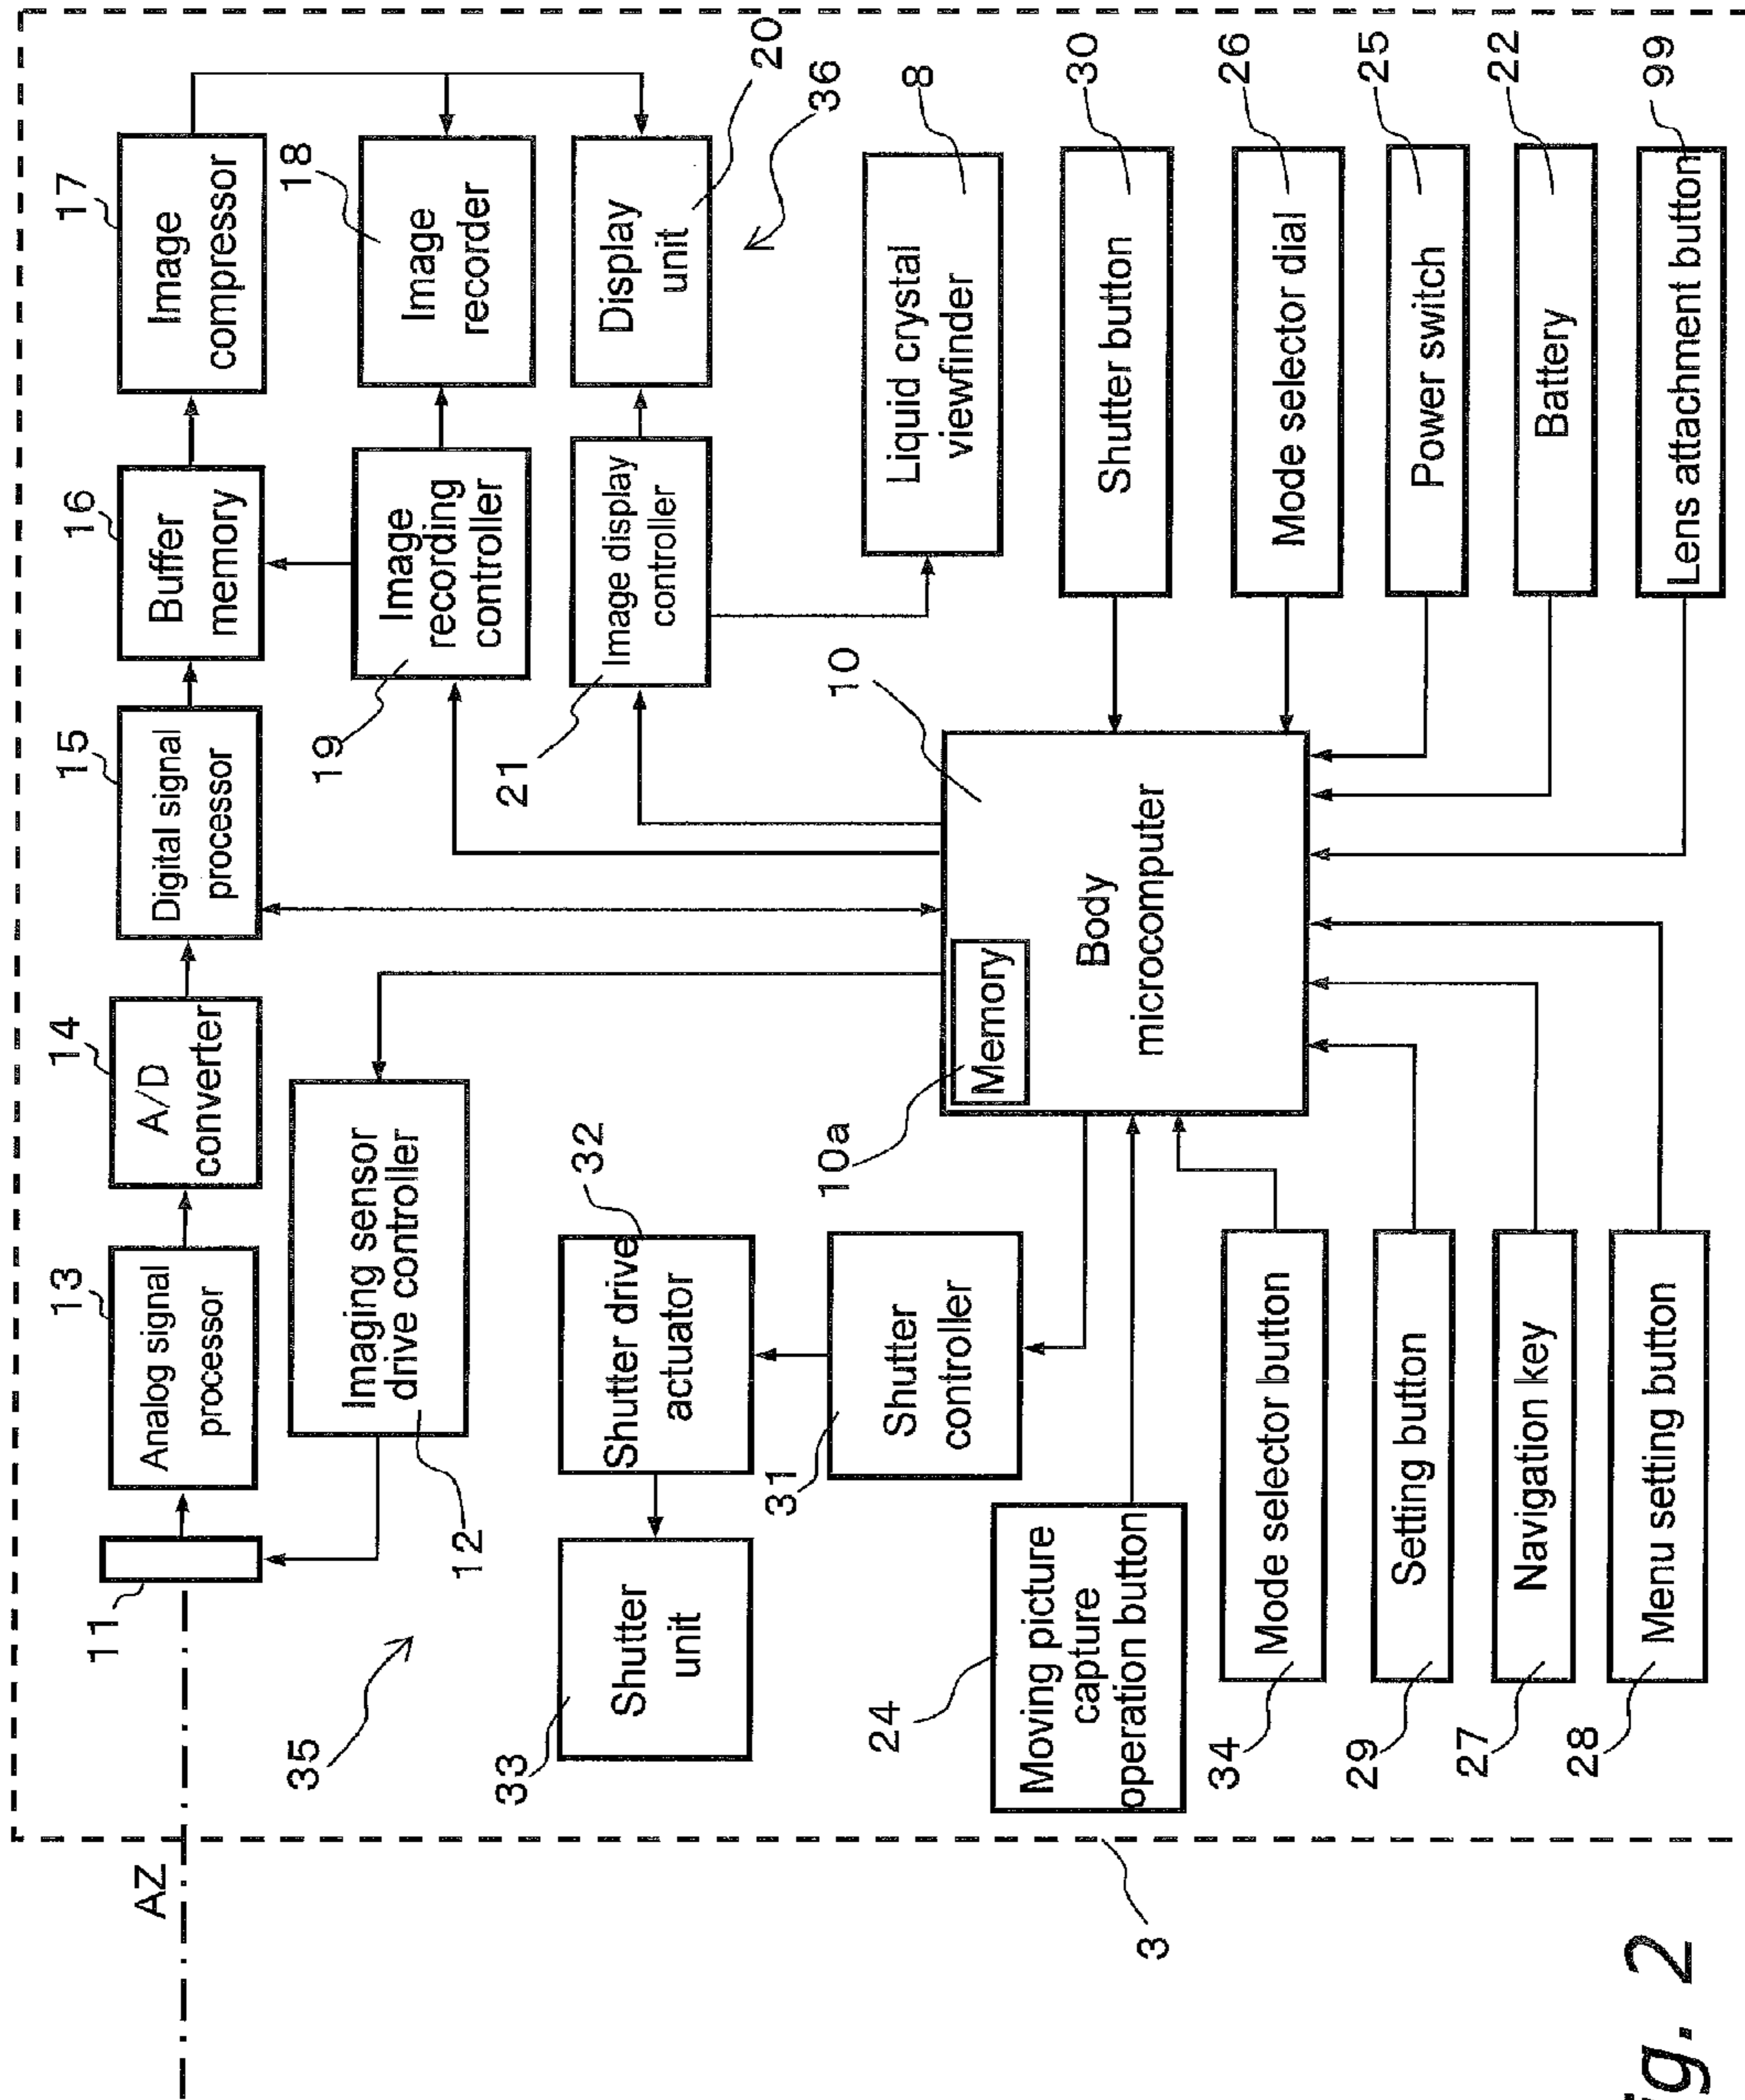 AZ
11
13
Analog signal
processor
14
A/D
converter
15
Digital signal
processor
16
Buffer
memory
17
Image
compressor
12
Imaging sensor
drive controller
19
Image
recording
controller
18
Image
recorder
35
33
Shutter
unit
32
Shutter drive
actuator
21
Image display
controller
20
Display
unit
36
31
Shutter
controller
8
Liquid crystal
viewfinder
10
Body
microcomputer
10a
Memory
24
Moving picture
capture
operation button
30
Shutter button
34
Mode selector button
26
Mode selector dial
29
Setting button
25
Power switch
27
Navigation key
22
Battery
28
Menu setting button
99
Lens attachment button
3
ig. 2